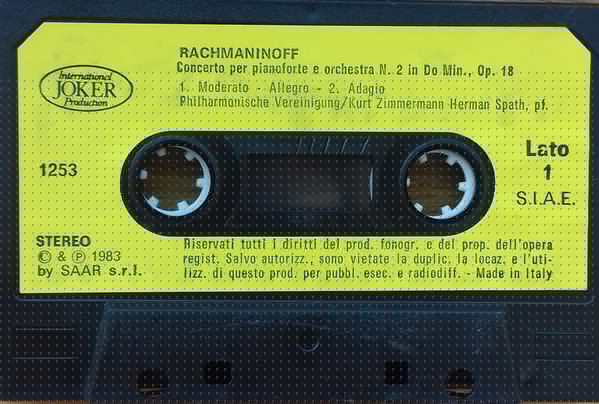 RACHMANINOFF
Concerto per pianoforte e orchestra N. 2 in Do Min., Op. 18
1. Moderato - Allegro - 2. Adagio
Philharmonische Vereinigung/Kurt Zimmermann Herman Spath, pf.
International
JOKER
Production
1253
Lato
1
S.I.A.E.
STEREO
© & ℗ 1983
by SAAR s.r.l.
Riservati tutti i diritti del prod. fonogr. e del prop. dell'opera
regist. Salvo autorizz., sono vietate la duplic. la locaz. e l'uti-
lizz. di questo prod. per pubbl. esec. e radiodiff. - Made in Italy